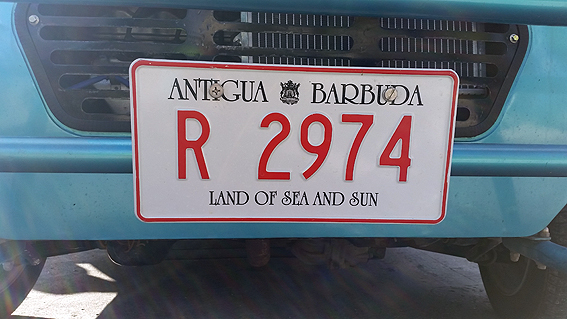 ANTIGUA BARBUDA
R 2974
LAND OF SEA AND SUN